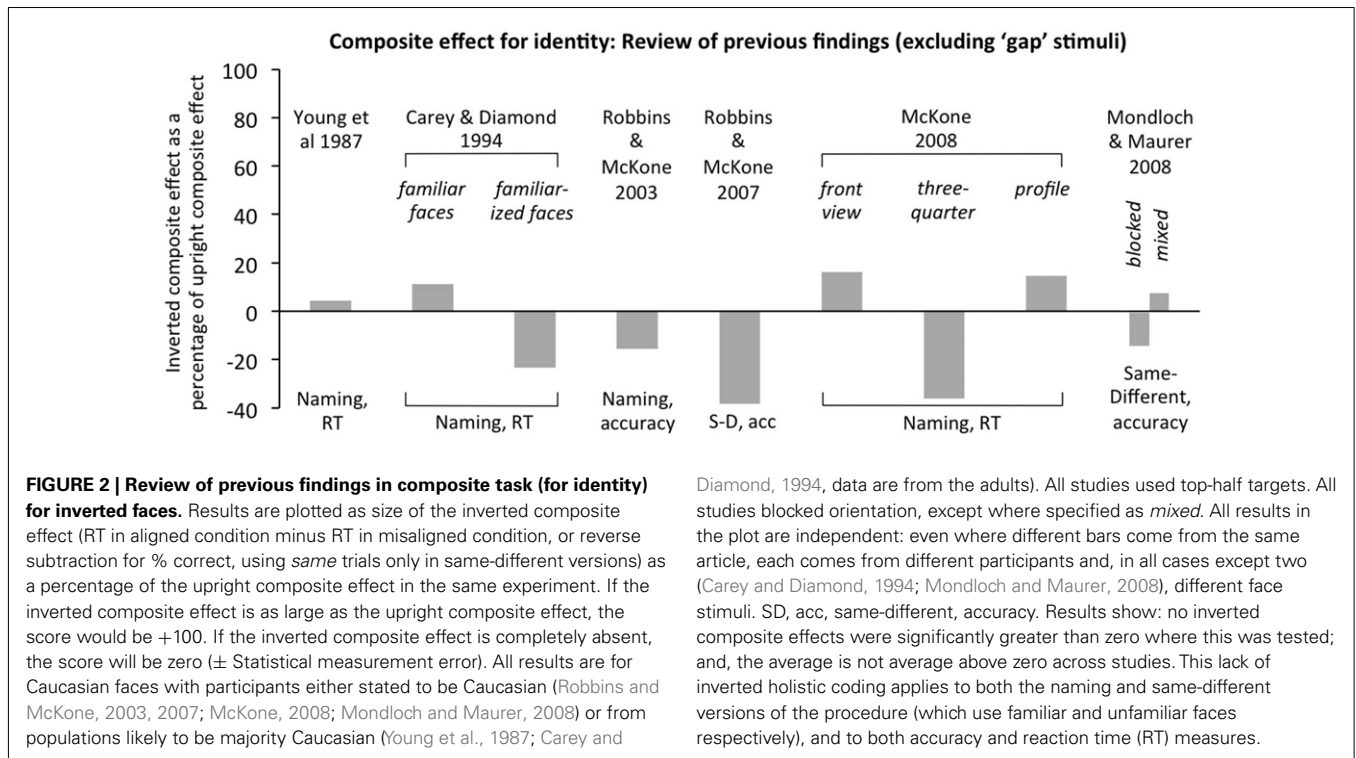 Composite effect for identity: Review of previous findings (excluding 'gap' stimuli)
Inverted composite effect as a
percentage of upright composite effect
100
80
60
40
20
0
-20
-40
Young et
al 1987
Carey & Diamond
1994
familiar
faces
familiar-
ized faces
Robbins
&
McKone
2003
Robbins
&
McKone
2007
McKone
2008
front
view
three-
quarter
profile
Mondloch
& Maurer
2008
blocked
mixed
Naming,
RT
Naming, RT
Naming,
accuracy
S-D, acc
Naming, RT
Same-
Different,
accuracy
FIGURE 2 | Review of previous findings in composite task (for identity)
for inverted faces. Results are plotted as size of the inverted composite
effect (RT in aligned condition minus RT in misaligned condition, or reverse
subtraction for % correct, using same trials only in same-different versions) as
a percentage of the upright composite effect in the same experiment. If the
inverted composite effect is as large as the upright composite effect, the
score would be +100. If the inverted composite effect is completely absent,
the score will be zero (± Statistical measurement error). All results are for
Caucasian faces with participants either stated to be Caucasian (Robbins and
McKone, 2003, 2007; McKone, 2008; Mondloch and Maurer, 2008) or from
populations likely to be majority Caucasian (Young et al., 1987; Carey and
Diamond, 1994, data are from the adults). All studies used top-half targets. All
studies blocked orientation, except where specified as mixed. All results in
the plot are independent: even where different bars come from the same
article, each comes from different participants and, in all cases except two
(Carey and Diamond, 1994; Mondloch and Maurer, 2008), different face
stimuli. SD, acc, same-different, accuracy. Results show: no inverted
composite effects were significantly greater than zero where this was tested;
and, the average is not average above zero across studies. This lack of
inverted holistic coding applies to both the naming and same-different
versions of the procedure (which use familiar and unfamiliar faces
respectively), and to both accuracy and reaction time (RT) measures.